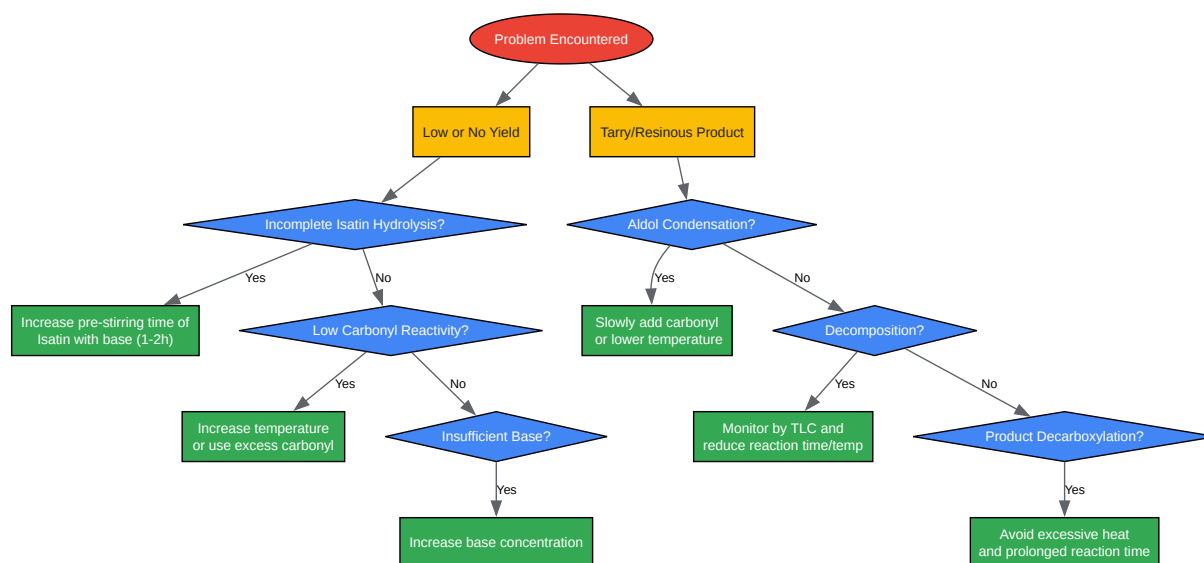 Problem Encountered
Low or No Yield
Tarry/Resinous Product
Incomplete Isatin Hydrolysis?
Aldol Condensation?
Yes
No
Yes
No
Increase pre-stirring time of
Isatin with base (1-2h)
Low Carbonyl Reactivity?
Slowly add carbonyl
or lower temperature
Decomposition?
Yes
No
Yes
No
Increase temperature
or use excess carbonyl
Insufficient Base?
Monitor by TLC and
reduce reaction time/temp
Product Decarboxylation?
Yes
Yes
Increase base concentration
Avoid excessive heat
and prolonged reaction time